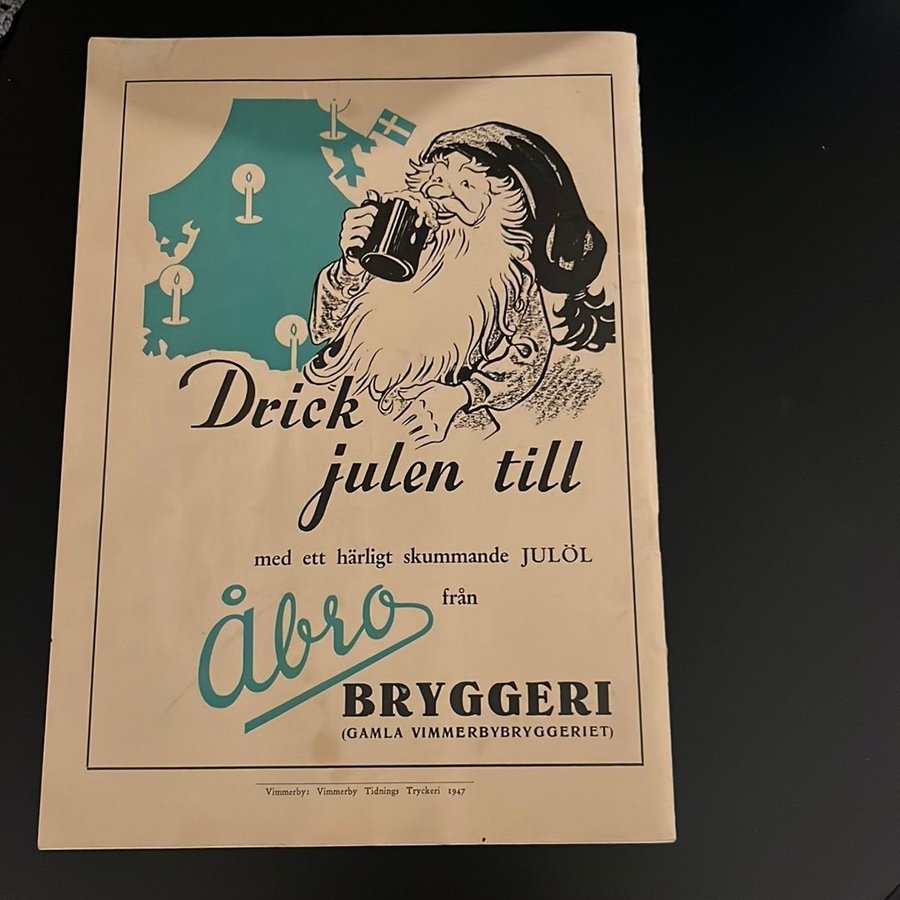 Drick
julen till
med ett härligt skummande JULÖL
från
Åbro
BRYGGERI
(GAMLA VIMMERBYBRYGGERIET)
Vimmerby: Vimmerby Tidnings Tryckeri 1947